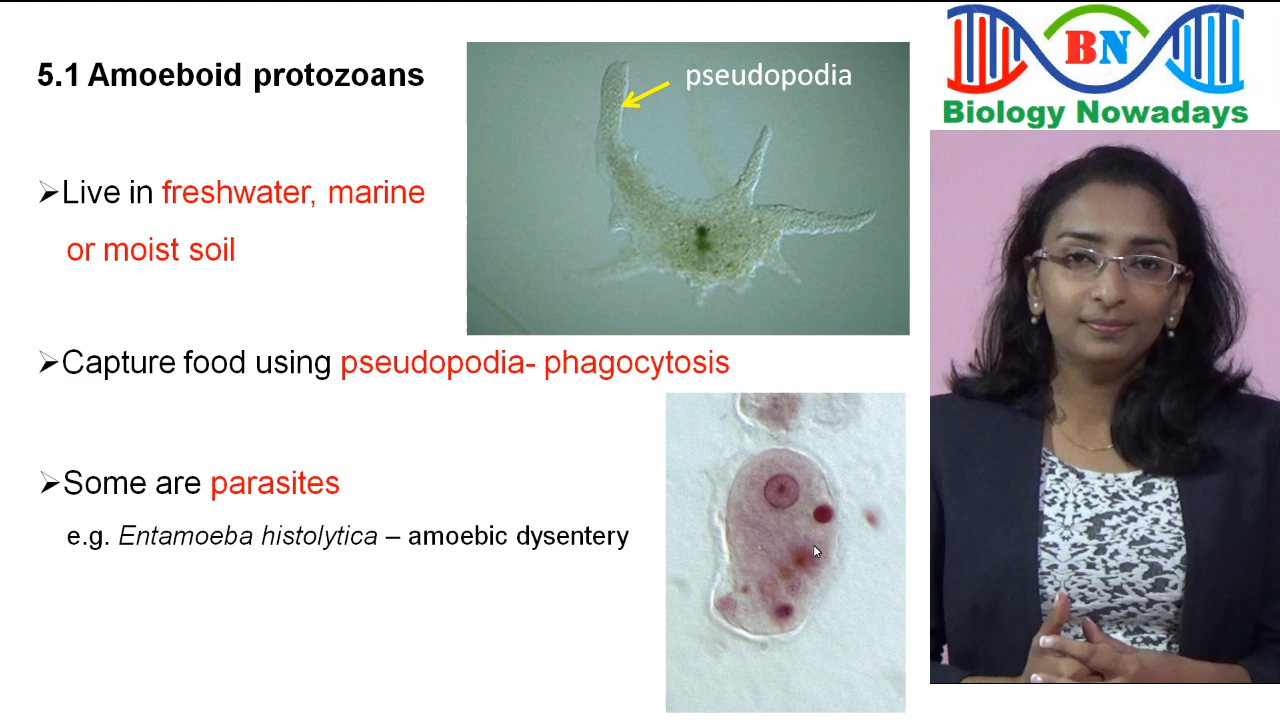 5.1 Amoeboid protozoans
pseudopodia
BN
Biology Nowadays
➢Live in freshwater, marine
or moist soil
➢Capture food using pseudopodia- phagocytosis
➢Some are parasites
e.g. Entamoeba histolytica – amoebic dysentery